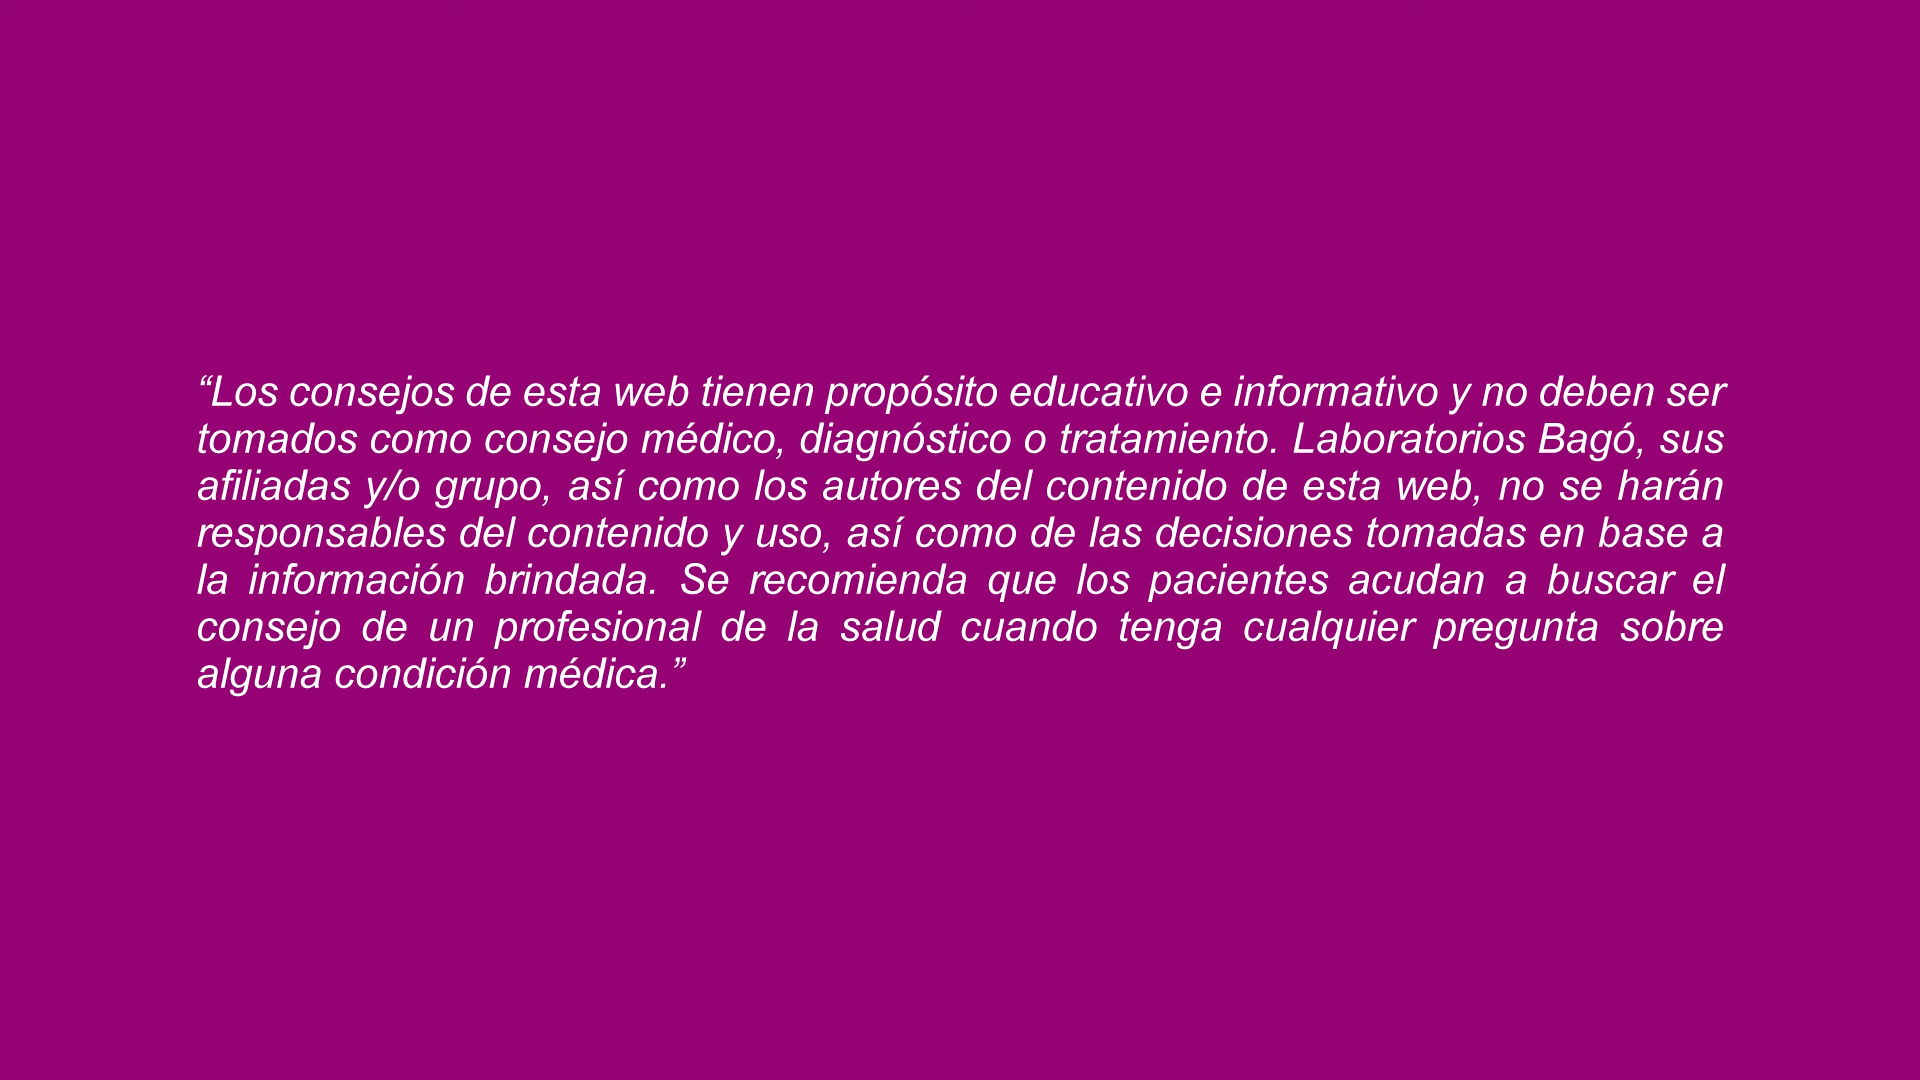 “Los consejos de esta web tienen propósito educativo e informativo y no deben ser
tomados como consejo médico, diagnóstico o tratamiento. Laboratorios Bagó, sus
afiliadas y/o grupo, así como los autores del contenido de esta web, no se harán
responsables del contenido y uso, así como de las decisiones tomadas en base a
la información brindada. Se recomienda que los pacientes acudan a buscar el
consejo de un profesional de la salud cuando tenga cualquier pregunta sobre
alguna condición médica.”